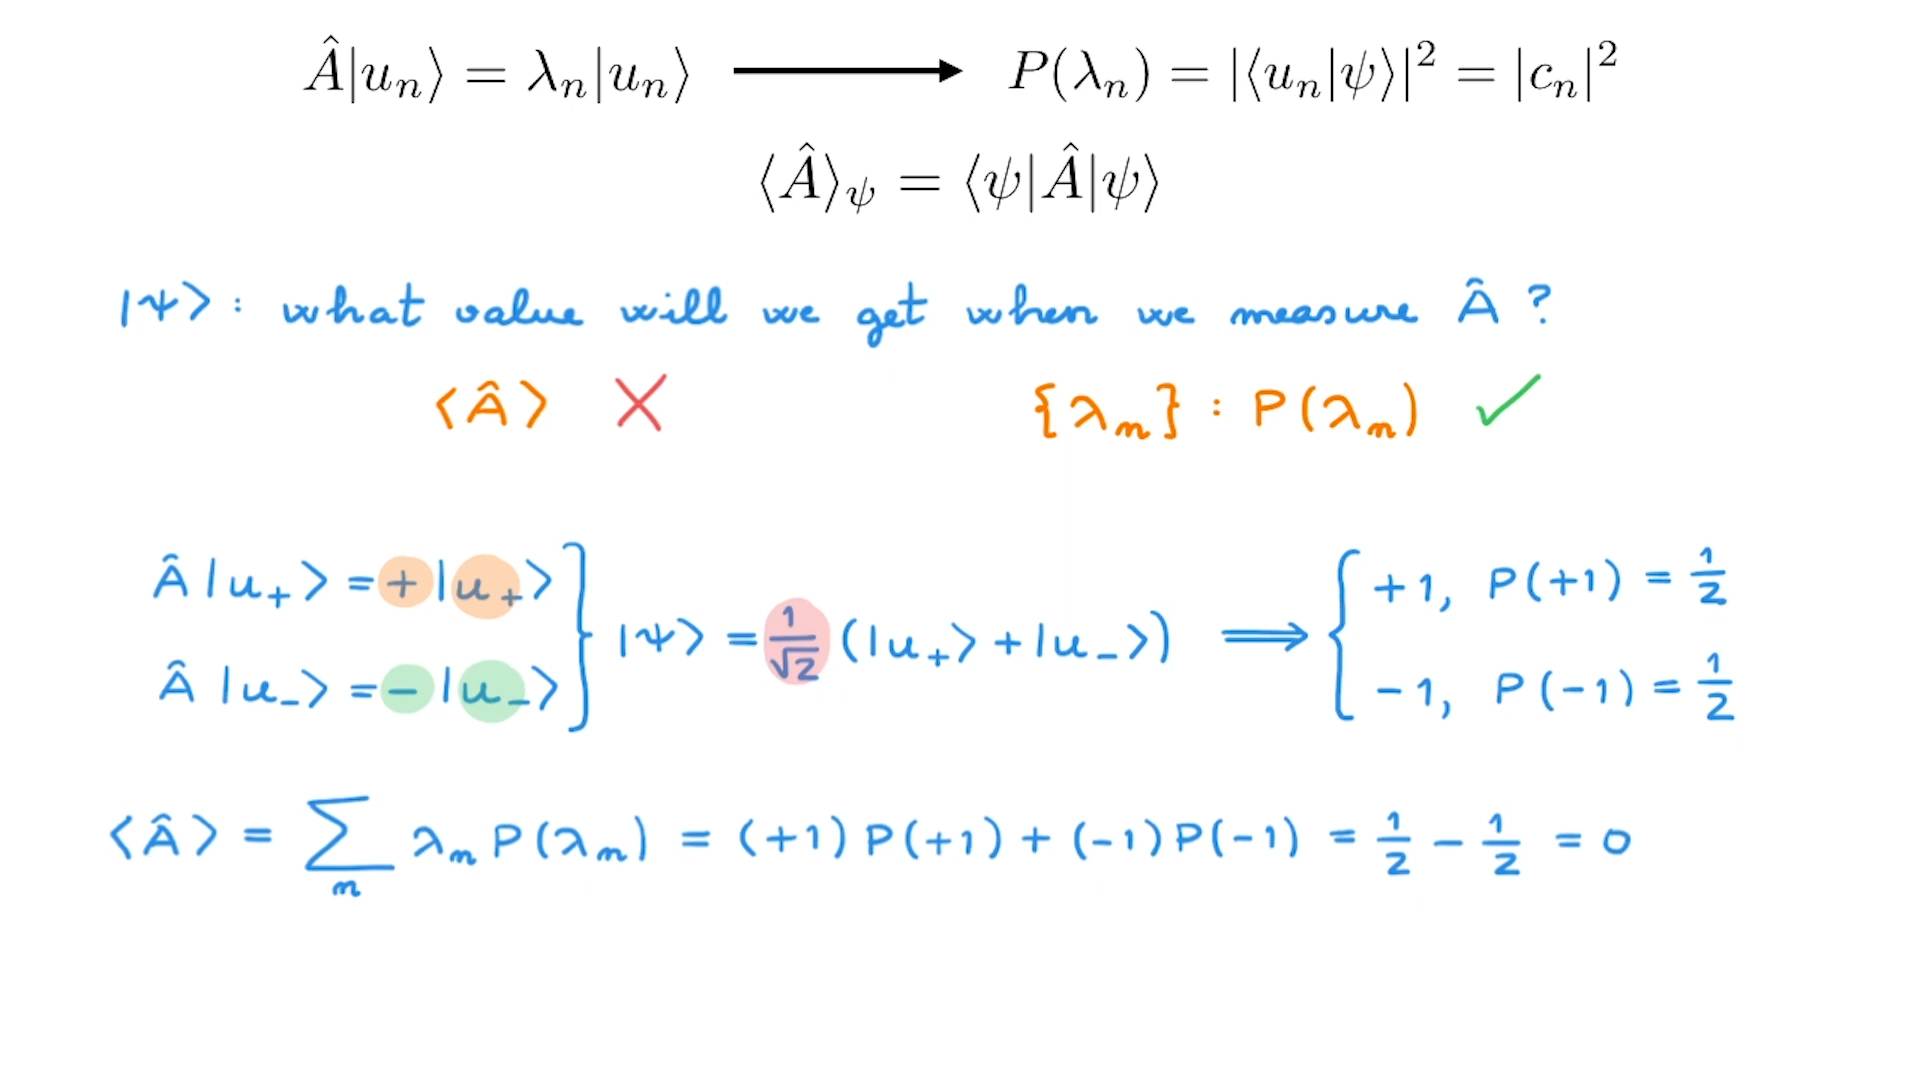 Â|uₙ⟩ = λₙ|uₙ⟩ ⟶ P(λₙ) = |⟨uₙ|ψ⟩|² = |cₙ|²
⟨Â⟩_ψ = ⟨ψ|Â|ψ⟩
|ψ⟩ : what value will we get when we measure Â ?
⟨Â⟩ ✗ {λₙ} : P(λₙ) ✓
Â|u₊⟩ = +|u₊⟩
Â|u₋⟩ = −|u₋⟩
} |ψ⟩ = 1/√2 (|u₊⟩ + |u₋⟩) ⟹ {
+1, P(+1) = 1/2
−1, P(−1) = 1/2
⟨Â⟩ = ∑ₙ λₙ P(λₙ) = (+1) P(+1) + (−1) P(−1) = 1/2 − 1/2 = 0